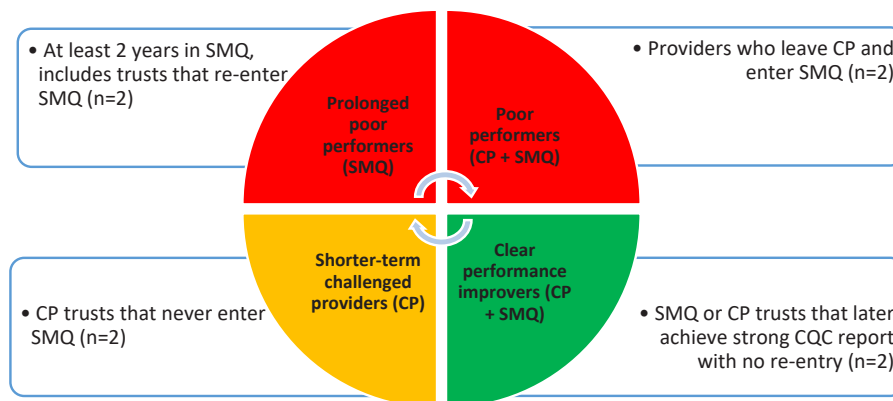 • At least 2 years in SMQ,
includes trusts that re-enter
SMQ (n=2)
• Providers who leave CP and
enter SMQ (n=2)
Prolonged
poor
performers
(SMQ)
Poor
performers
(CP + SMQ)
Shorter-term
challenged
providers (CP)
Clear
performance
improvers (CP
+ SMQ)
• CP trusts that never enter
SMQ (n=2)
• SMQ or CP trusts that later
achieve strong CQC report
with no re-entry (n=2)